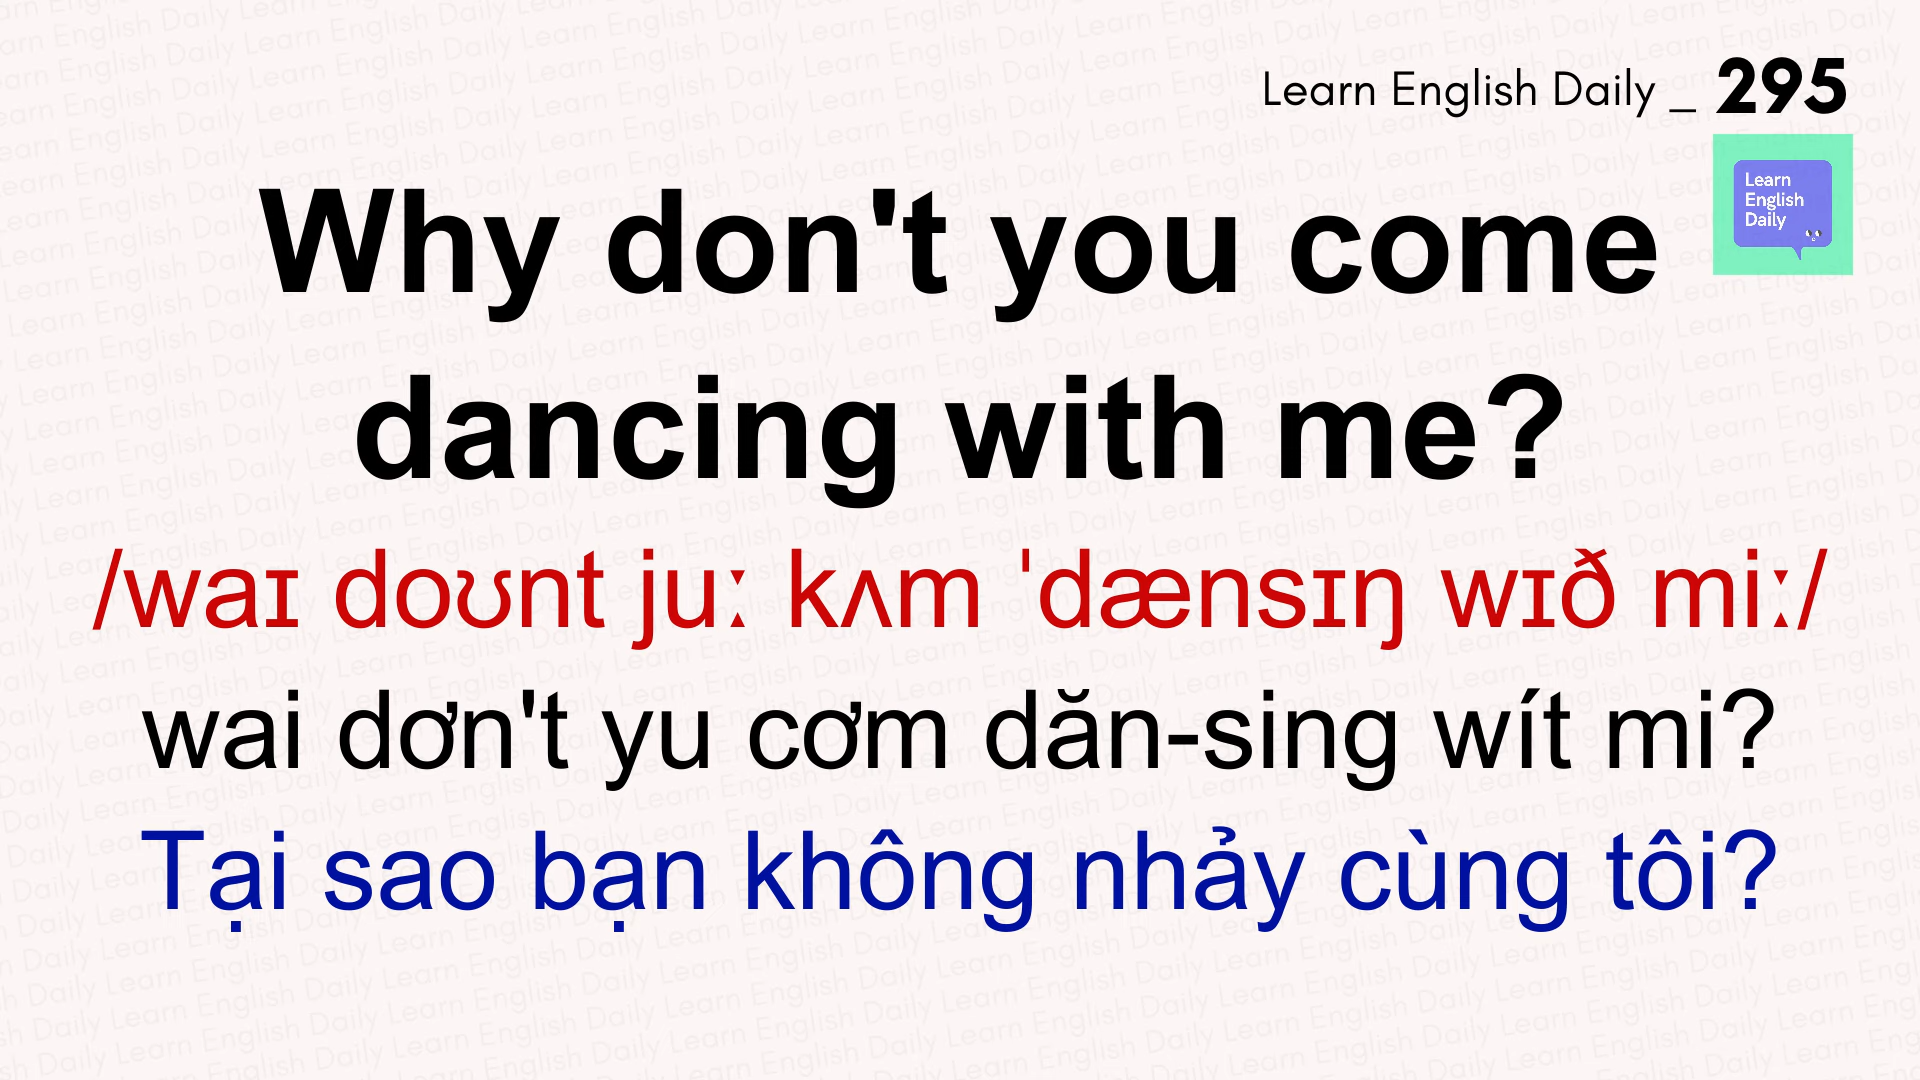 Learn English Daily _ 295
Learn
English
Daily
Why don't you come
dancing with me?
/waɪ doʊnt juː kʌm ˈdænsɪŋ wɪð miː/
wai dơn't yu cơm dăn-sing wít mi?
Tại sao bạn không nhảy cùng tôi?